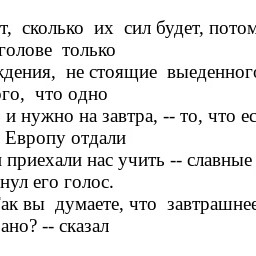 т, сколько их сил будет, потом
голове только
ждения, не стоящие выеденного
ого, что одно
и нужно на завтра, -- то, что ес
Европу отдали
и приехали нас учить -- славные
нул его голос.
Так вы думаете, что завтрашнее
ано? -- сказал